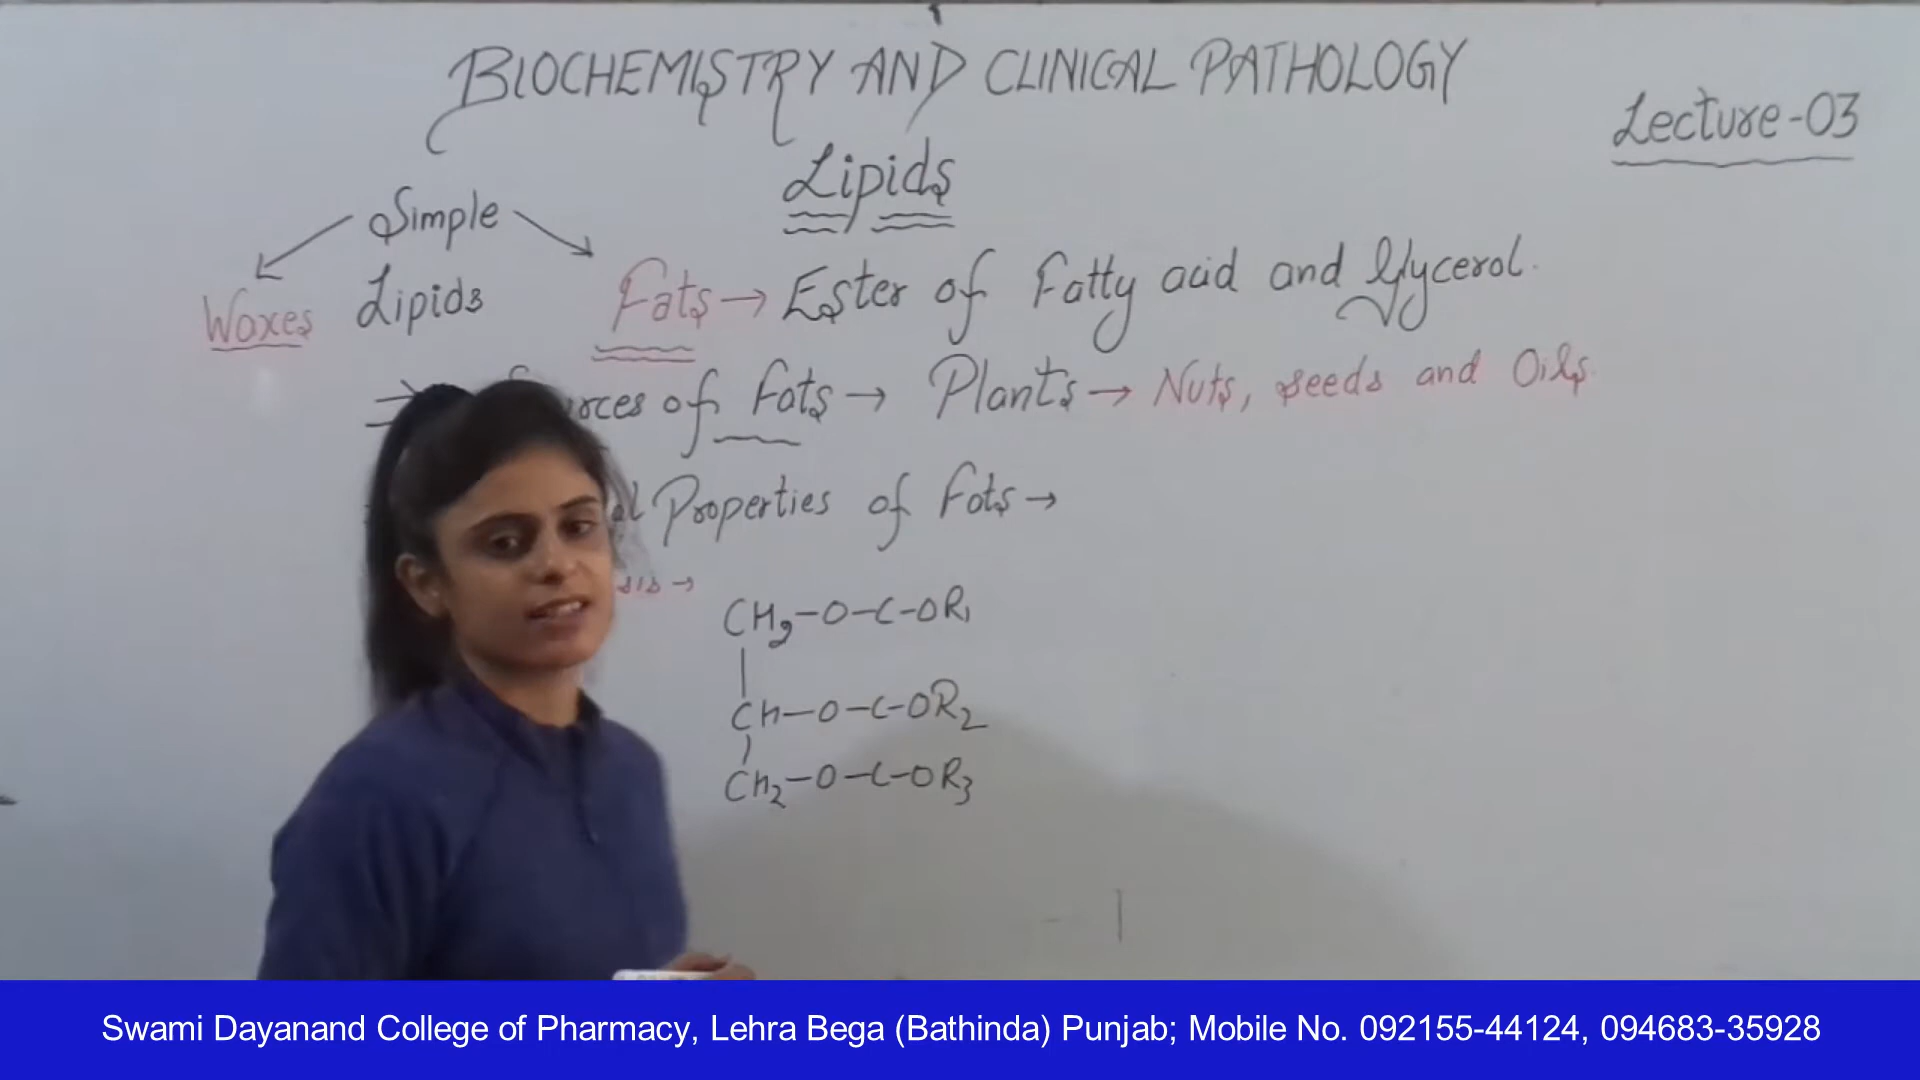 BIOCHEMISTRY AND CLINICAL PATHOLOGY
Lecture-03
Lipids
Simple
Lipids
Waxes
Fats → Ester of Fatty acid and Glycerol.
of Fats → Plants → Nuts, seeds and Oils.
Properties of Fats →
CH2-O-C-OR1
CH-O-C-OR2
CH2-O-C-OR3
Swami Dayanand College of Pharmacy, Lehra Bega (Bathinda) Punjab; Mobile No. 092155-44124, 094683-35928